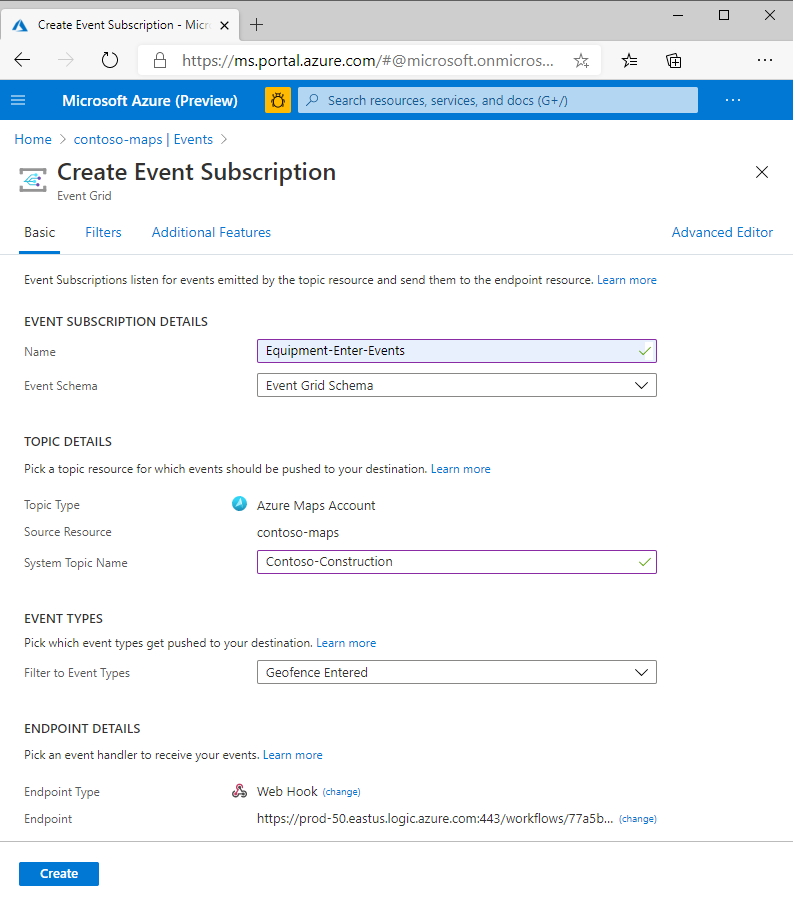 Create Event Subscription - Micr
https://ms.portal.azure.com/#@microsoft.onmicros...
Microsoft Azure (Preview)
Search resources, services, and docs (G+/)
Home > contoso-maps | Events >
Create Event Subscription
Event Grid
Basic Filters Additional Features Advanced Editor
Event Subscriptions listen for events emitted by the topic resource and send them to the endpoint resource. Learn more
EVENT SUBSCRIPTION DETAILS
Name Equipment-Enter-Events
Event Schema Event Grid Schema
TOPIC DETAILS
Pick a topic resource for which events should be pushed to your destination. Learn more
Topic Type Azure Maps Account
Source Resource contoso-maps
System Topic Name Contoso-Construction
EVENT TYPES
Pick which event types get pushed to your destination. Learn more
Filter to Event Types Geofence Entered
ENDPOINT DETAILS
Pick an event handler to receive your events. Learn more
Endpoint Type Web Hook (change)
Endpoint https://prod-50.eastus.logic.azure.com:443/workflows/77a5b... (change)
Create